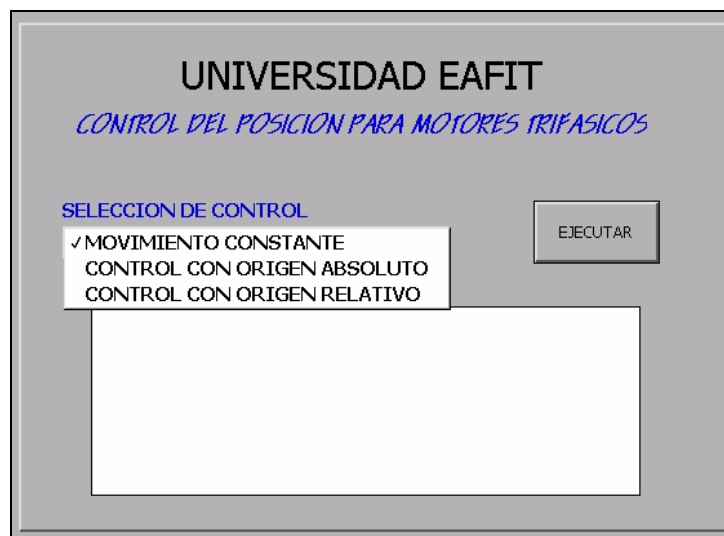 UNIVERSIDAD EAFIT
CONTROL DEL POSICION PARA MOTORES TRIFASICOS
SELECCION DE CONTROL
✓MOVIMIENTO CONSTANTE
CONTROL CON ORIGEN ABSOLUTO
CONTROL CON ORIGEN RELATIVO
EJECUTAR